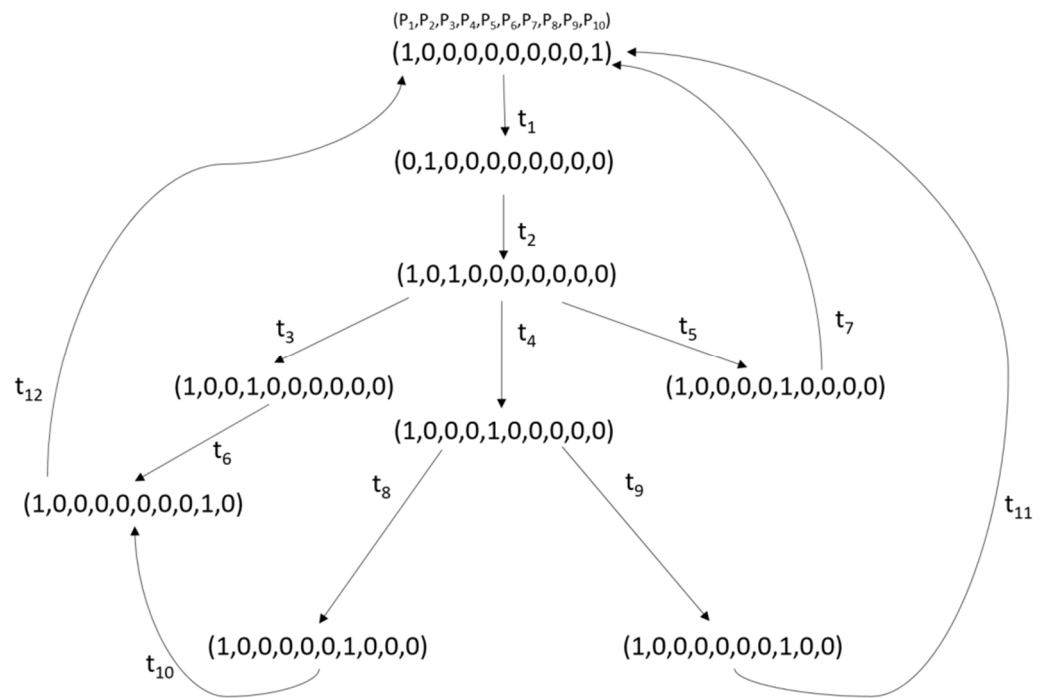 (P₁,P₂,P₃,P₄,P₅,P₆,P₇,P₈,P₉,P₁₀)
(1,0,0,0,0,0,0,0,0,1)
t₁
(0,1,0,0,0,0,0,0,0,0)
t₂
(1,0,1,0,0,0,0,0,0,0)
t₃
t₄
t₅
t₇
t₁₂
(1,0,0,1,0,0,0,0,0,0)
(1,0,0,0,0,1,0,0,0,0)
(1,0,0,0,1,0,0,0,0,0)
t₆
t₈
t₉
(1,0,0,0,0,0,0,0,1,0)
t₁₁
(1,0,0,0,0,0,1,0,0,0)
(1,0,0,0,0,0,0,1,0,0)
t₁₀